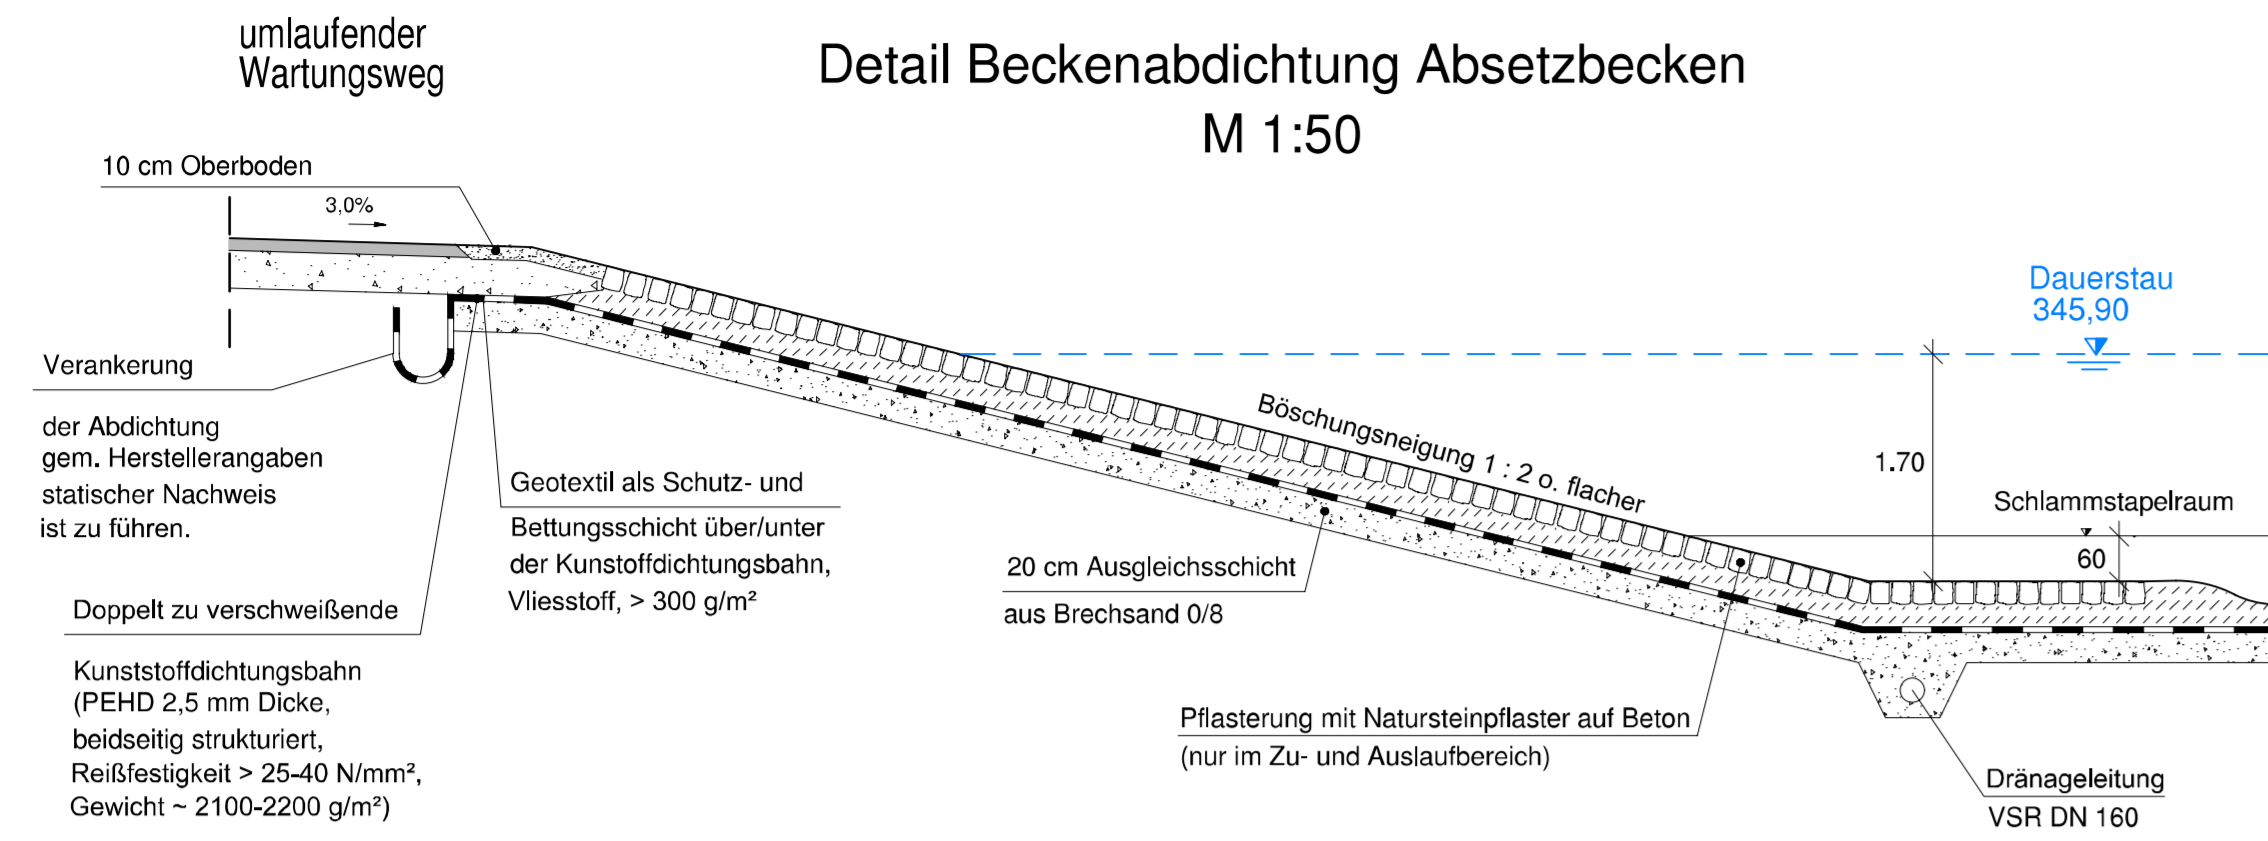 umlaufender
Wartungsweg
Detail Beckenabdichtung Absetzbecken
M 1:50
10 cm Oberboden
3,0%
Dauerstau
345,90
Verankerung
der Abdichtung
gem. Herstellerangaben
statischer Nachweis
ist zu führen.
Böschungsneigung 1 : 2 o. flacher
1.70
Schlammstapelraum
60
Geotextil als Schutz- und
Bettungsschicht über/unter
der Kunstoffdichtungsbahn,
Vliesstoff, > 300 g/m²
20 cm Ausgleichsschicht
aus Brechsand 0/8
Doppelt zu verschweißende
Kunststoffdichtungsbahn
(PEHD 2,5 mm Dicke,
beidseitig strukturiert,
Reißfestigkeit > 25-40 N/mm²,
Gewicht ~ 2100-2200 g/m²)
Pflasterung mit Natursteinpflaster auf Beton
(nur im Zu- und Auslaufbereich)
Dränageleitung
VSR DN 160